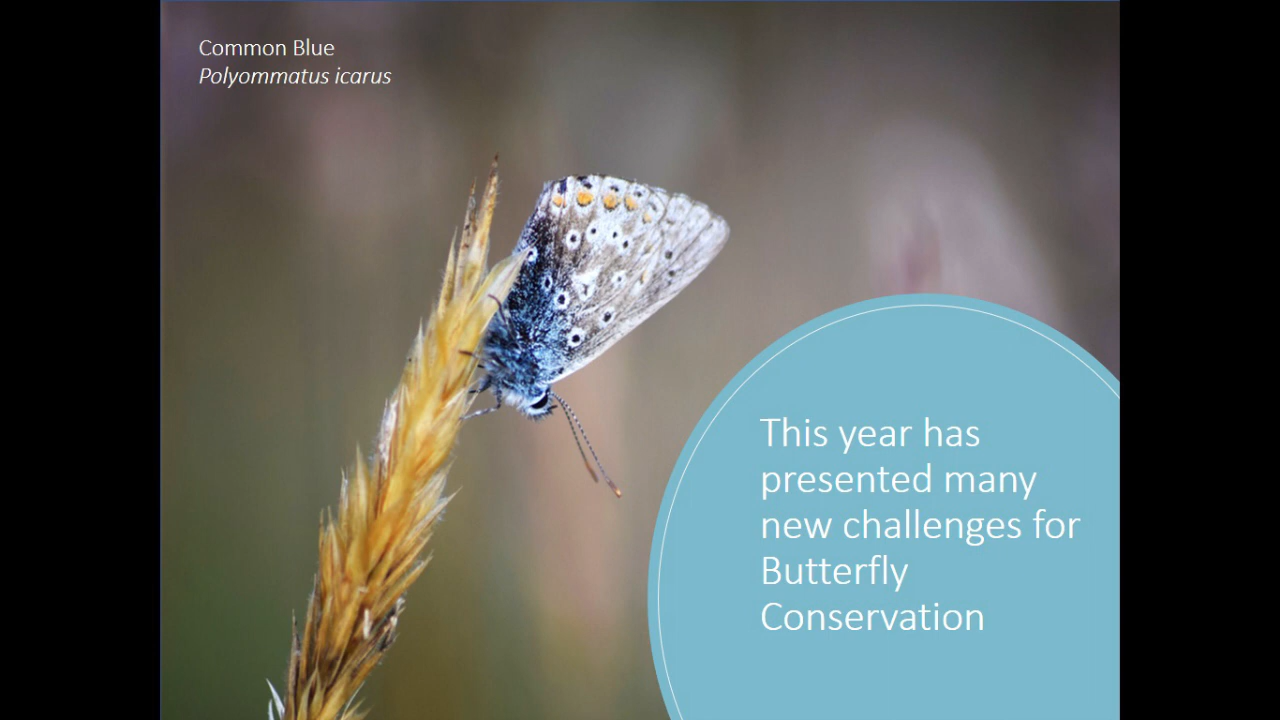 Common Blue
Polyommatus icarus
This year has
presented many
new challenges for
Butterfly
Conservation